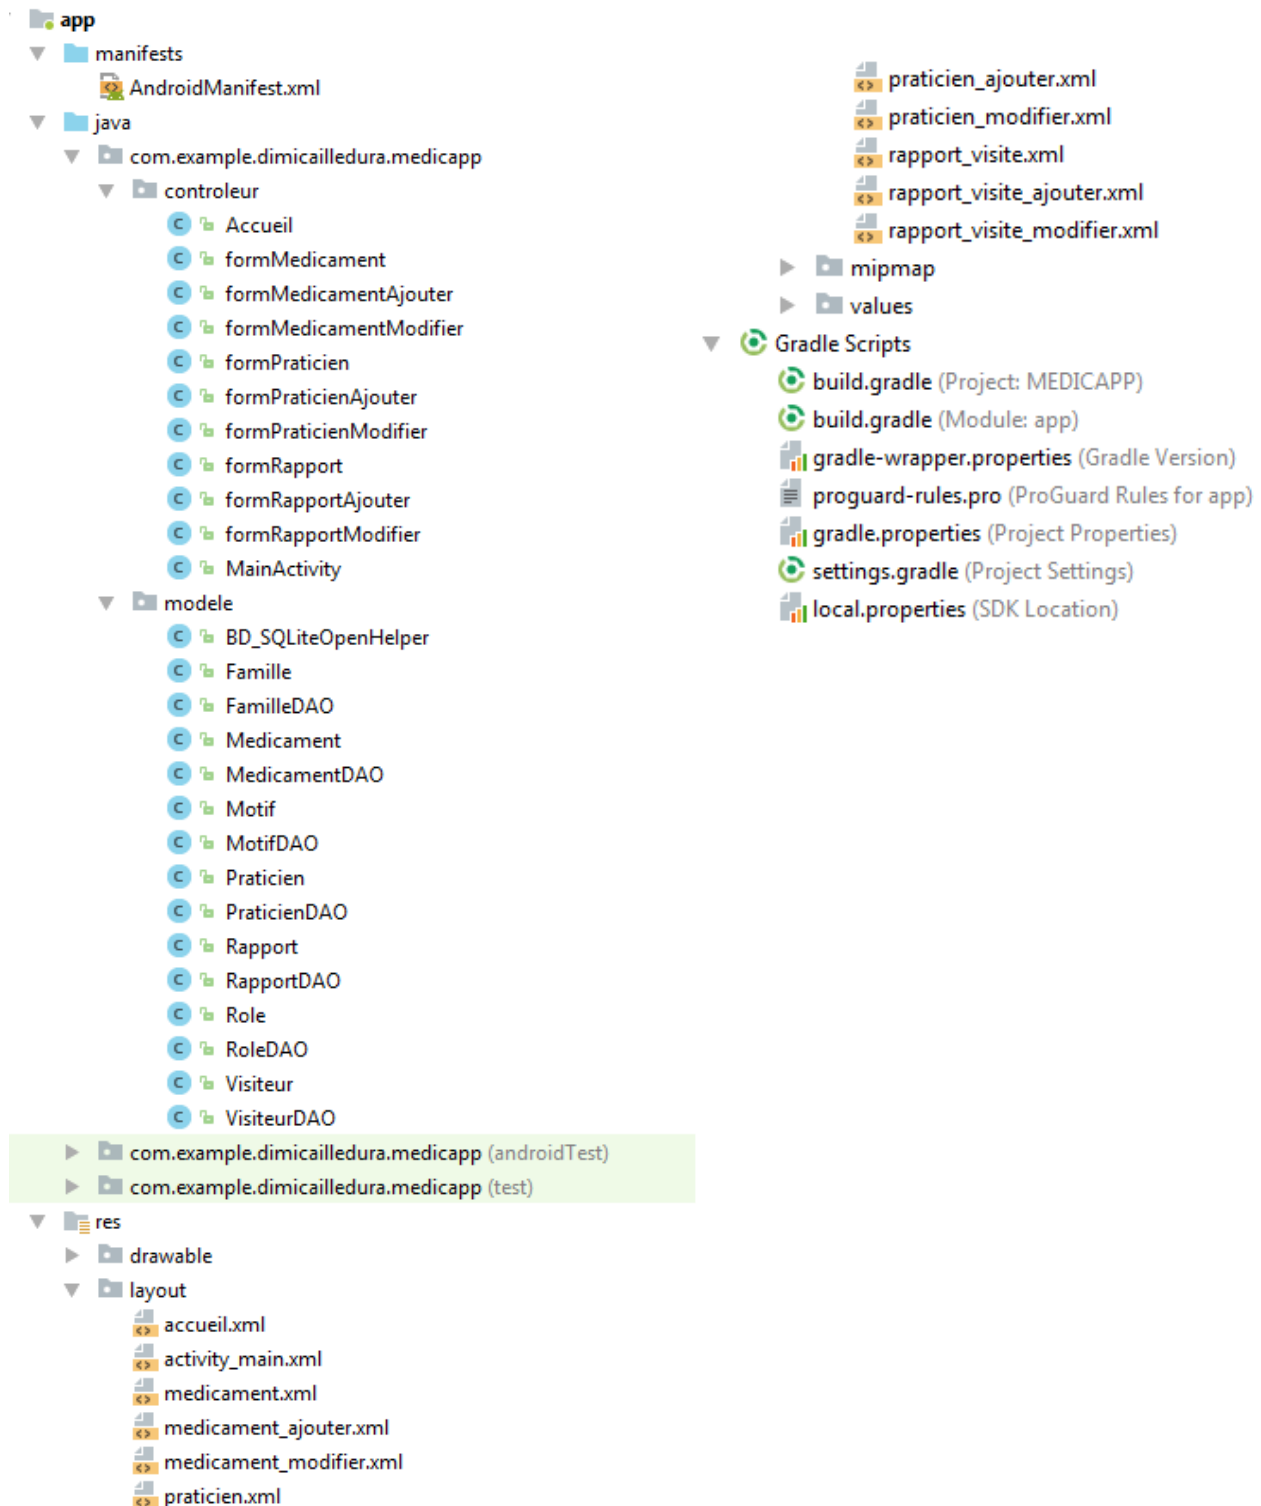 app
manifests
AndroidManifest.xml
java
com.example.dimicailledura.medicapp
controleur
Accueil
formMedicament
formMedicamentAjouter
formMedicamentModifier
formPraticien
formPraticienAjouter
formPraticienModifier
formRapport
formRapportAjouter
formRapportModifier
MainActivity
modele
BD_SQLiteOpenHelper
Famille
FamilleDAO
Medicament
MedicamentDAO
Motif
MotifDAO
Praticien
PraticienDAO
Rapport
RapportDAO
Role
RoleDAO
Visiteur
VisiteurDAO
com.example.dimicailledura.medicapp (androidTest)
com.example.dimicailledura.medicapp (test)
res
drawable
layout
accueil.xml
activity_main.xml
medicament.xml
medicament_ajouter.xml
medicament_modifier.xml
praticien.xml
praticien_ajouter.xml
praticien_modifier.xml
rapport_visite.xml
rapport_visite_ajouter.xml
rapport_visite_modifier.xml
mipmap
values
Gradle Scripts
build.gradle (Project: MEDICAPP)
build.gradle (Module: app)
gradle-wrapper.properties (Gradle Version)
proguard-rules.pro (ProGuard Rules for app)
gradle.properties (Project Properties)
settings.gradle (Project Settings)
local.properties (SDK Location)